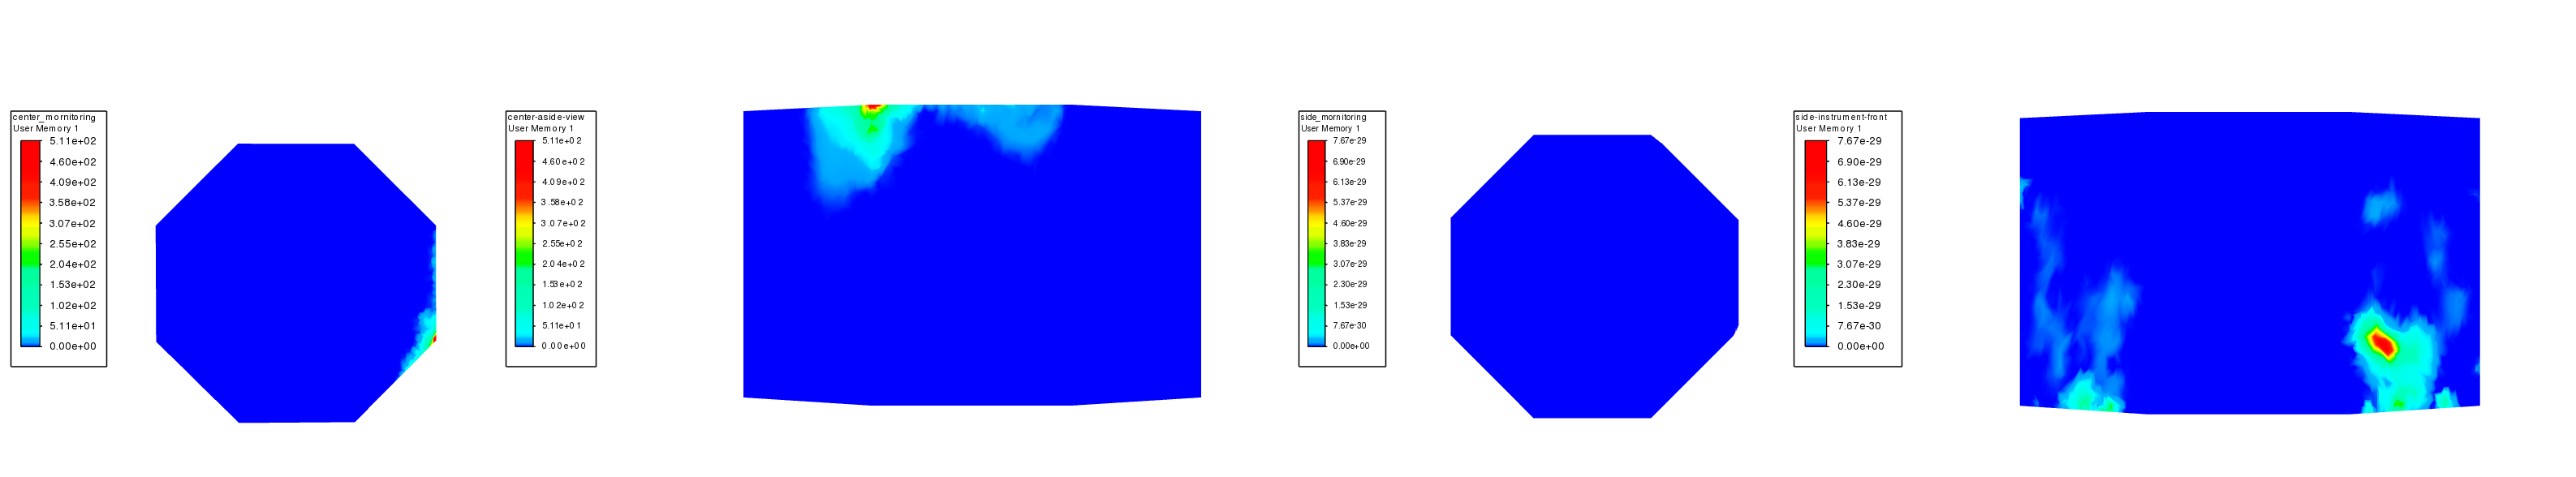 center_mornitoring
User Memory 1
5.11e+02
4.60e+02
4.09e+02
3.58e+02
3.07e+02
2.55e+02
2.04e+02
1.53e+02
1.02e+02
5.11e+01
0.00e+00
center-aside-view
User Memory 1
5.11e+02
4.60e+02
4.09e+02
3.58e+02
3.07e+02
2.55e+02
2.04e+02
1.53e+02
1.02e+02
5.11e+01
0.00e+00
side_mornitoring
User Memory 1
7.67e-29
6.90e-29
6.13e-29
5.37e-29
4.60e-29
3.83e-29
3.07e-29
2.30e-29
1.53e-29
7.67e-30
0.00e+00
side-instrument-front
User Memory 1
7.67e-29
6.90e-29
6.13e-29
5.37e-29
4.60e-29
3.83e-29
3.07e-29
2.30e-29
1.53e-29
7.67e-30
0.00e+00